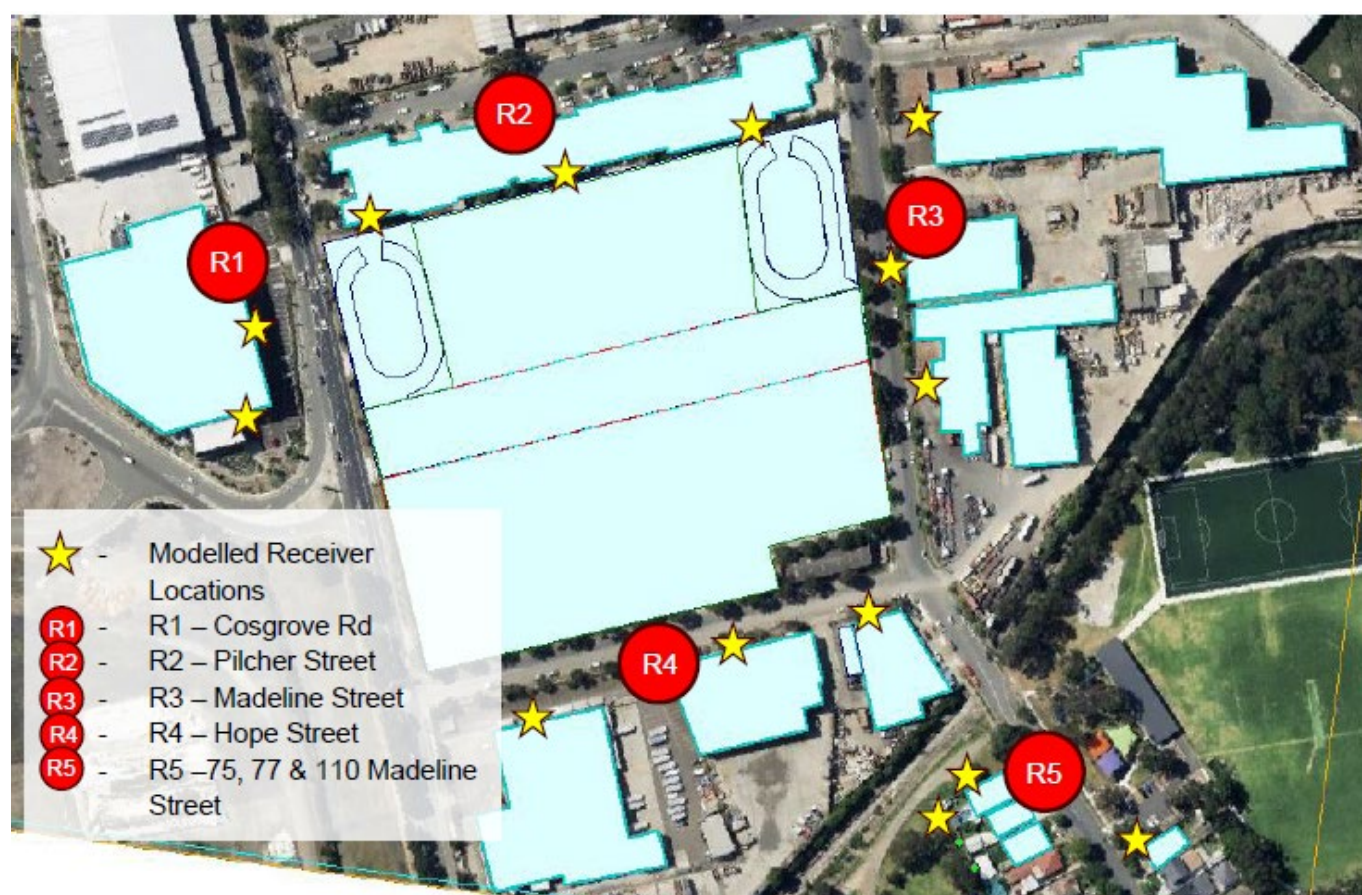 R2
R3
R1
R4
R5
- Modelled Receiver
Locations
R1 - R1 – Cosgrove Rd
R2 - R2 – Pilcher Street
R3 - R3 – Madeline Street
R4 - R4 – Hope Street
R5 - R5 –75, 77 & 110 Madeline
Street